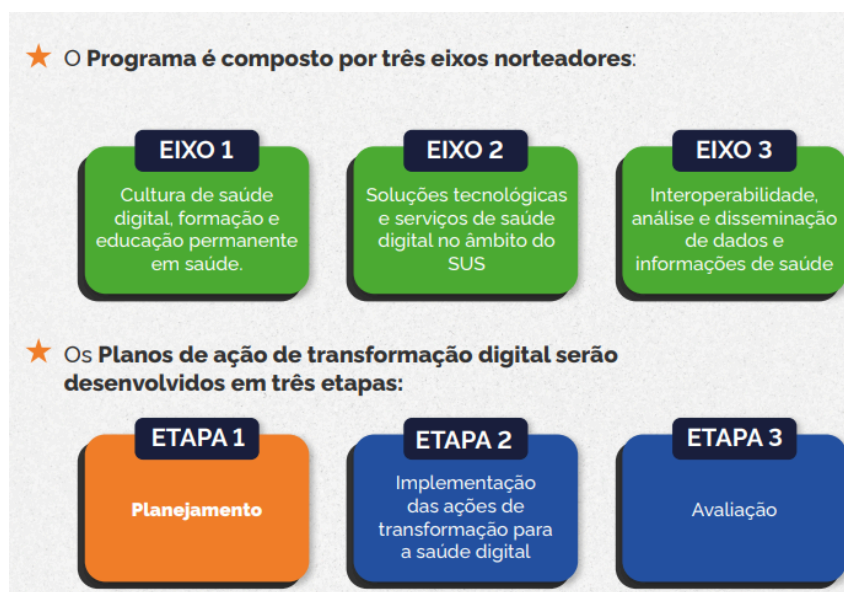 O Programa é composto por três eixos norteadores:
EIXO 1
Cultura de saúde
digital, formação e
educação permanente
em saúde.
EIXO 2
Soluções tecnológicas
e serviços de saúde
digital no âmbito do
SUS
EIXO 3
Interoperabilidade,
análise e disseminação
de dados e
informações de saúde
Os Planos de ação de transformação digital serão
desenvolvidos em três etapas:
ETAPA 1
Planejamento
ETAPA 2
Implementação
das ações de
transformação para
a saúde digital
ETAPA 3
Avaliação